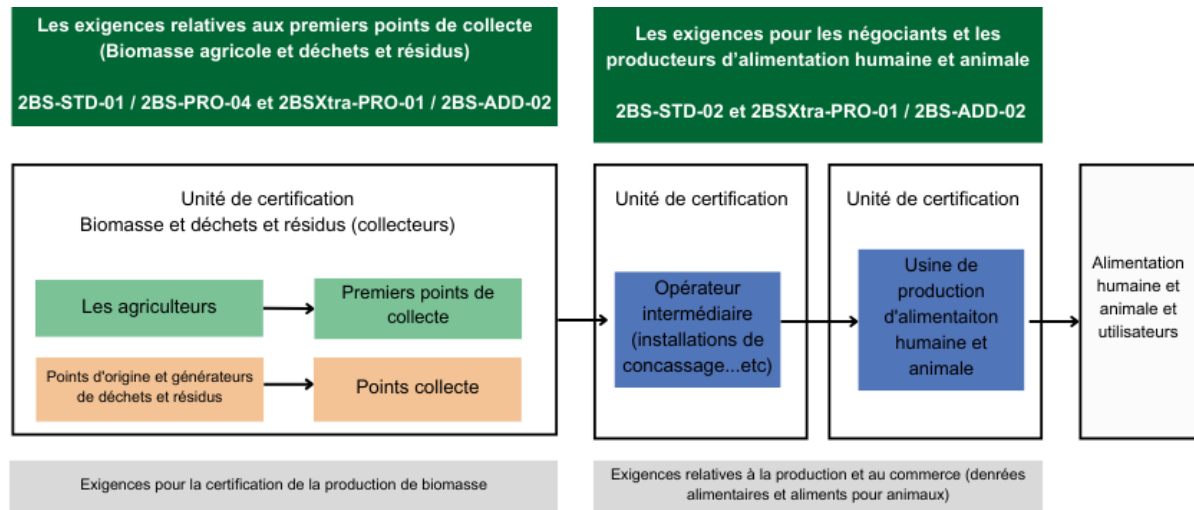 Les exigences relatives aux premiers points de collecte
(Biomasse agricole et déchets et résidus)
2BS-STD-01 / 2BS-PRO-04 et 2BSXtra-PRO-01 / 2BS-ADD-02
Les exigences pour les négociants et les
producteurs d'alimentation humaine et animale
2BS-STD-02 et 2BSXtra-PRO-01 / 2BS-ADD-02
Unité de certification
Biomasse et déchets et résidus (collecteurs)
Les agriculteurs
Premiers points de
collecte
Points d'origine et générateurs
de déchets et résidus
Points collecte
Unité de certification
Opérateur
intermédiaire
(installations de
concassage...etc)
Unité de certification
Usine de
production
d'alimentaiton
humaine et
animale
Alimentation
humaine et
animale et
utilisateurs
Exigences pour la certification de la production de biomasse
Exigences relatives à la production et au commerce (denrées
alimentaires et aliments pour animaux)